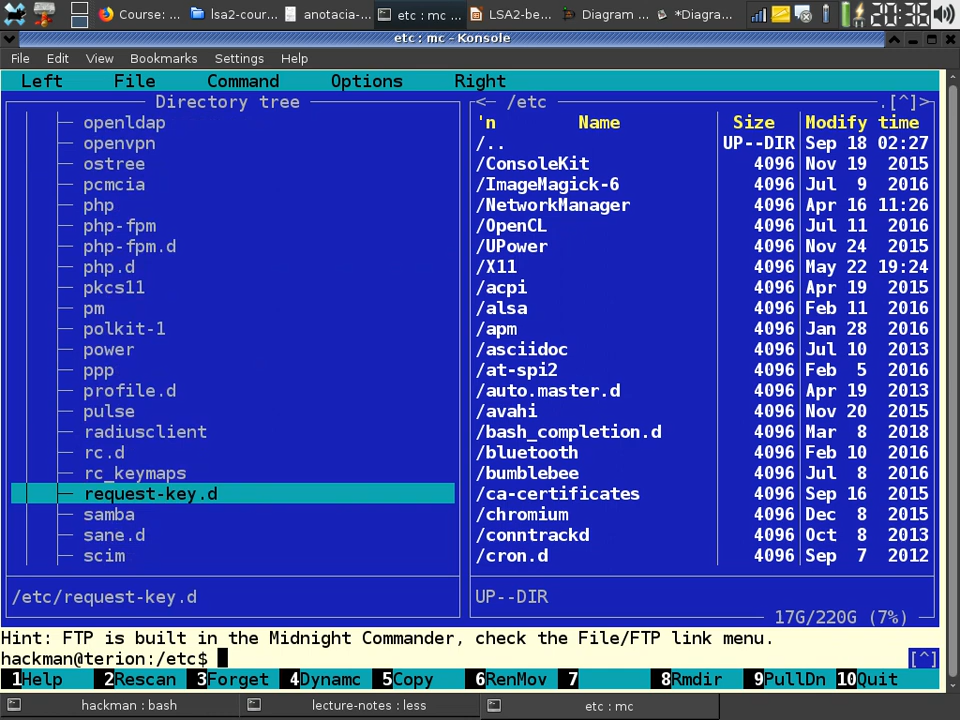 Course: ... lsa2-cour... anotacia-... etc : mc ... LSA2-be... Diagram ... *Diagra... 20:36
etc : mc - Konsole
File Edit View Bookmarks Settings Help
Left File Command Options Right
Directory tree
openldap
openvpn
ostree
pcmcia
php
php-fpm
php-fpm.d
php.d
pkcs11
pm
polkit-1
power
ppp
profile.d
pulse
radiusclient
rc.d
rc_keymaps
request-key.d
samba
sane.d
scim
/etc/request-key.d
<─ /etc .[^]>
'n Name Size Modify time
/.. UP--DIR Sep 18 02:27
/ConsoleKit 4096 Nov 19 2015
/ImageMagick-6 4096 Jul 9 2016
/NetworkManager 4096 Apr 16 11:26
/OpenCL 4096 Jul 11 2016
/UPower 4096 Nov 24 2015
/X11 4096 May 22 19:24
/acpi 4096 Apr 19 2015
/alsa 4096 Feb 11 2016
/apm 4096 Jan 28 2016
/asciidoc 4096 Jul 10 2013
/at-spi2 4096 Feb 5 2016
/auto.master.d 4096 Apr 19 2013
/avahi 4096 Nov 20 2015
/bash_completion.d 4096 Mar 8 2018
/bluetooth 4096 Feb 10 2016
/bumblebee 4096 Jul 8 2016
/ca-certificates 4096 Sep 16 2015
/chromium 4096 Dec 8 2015
/conntrackd 4096 Oct 8 2013
/cron.d 4096 Sep 7 2012
UP--DIR
17G/220G (7%)
Hint: FTP is built in the Midnight Commander, check the File/FTP link menu.
hackman@terion:/etc$ [^]
1Help 2Rescan 3Forget 4Dynamc 5Copy 6RenMov 7 8Rmdir 9PullDn 10Quit
hackman : bash lecture-notes : less etc : mc